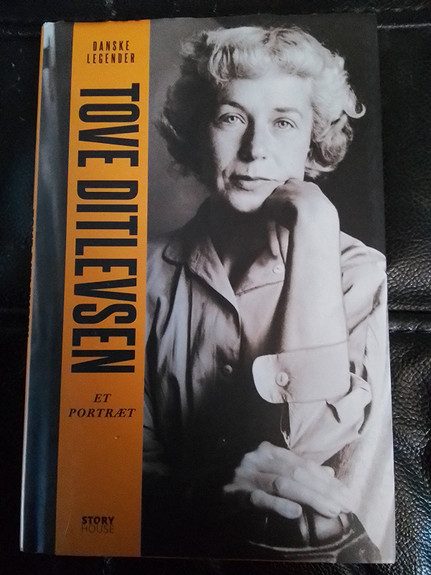 DANSKE
LEGENDER
TOVE DITLEVSEN
ET
PORTRÆT
STORY
HOUSE